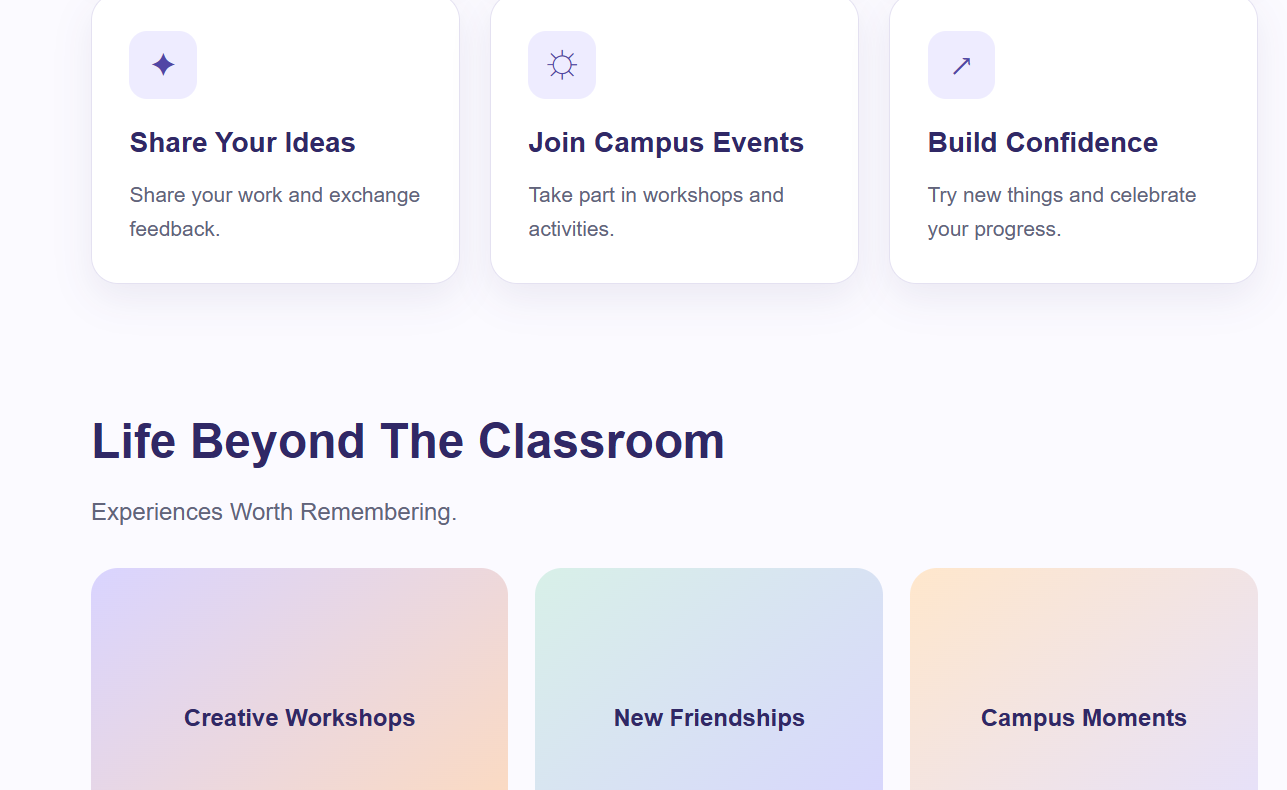 Share Your Ideas
Share your work and exchange
feedback.
Join Campus Events
Take part in workshops and
activities.
Build Confidence
Try new things and celebrate
your progress.
Life Beyond The Classroom
Experiences Worth Remembering.
Creative Workshops
New Friendships
Campus Moments